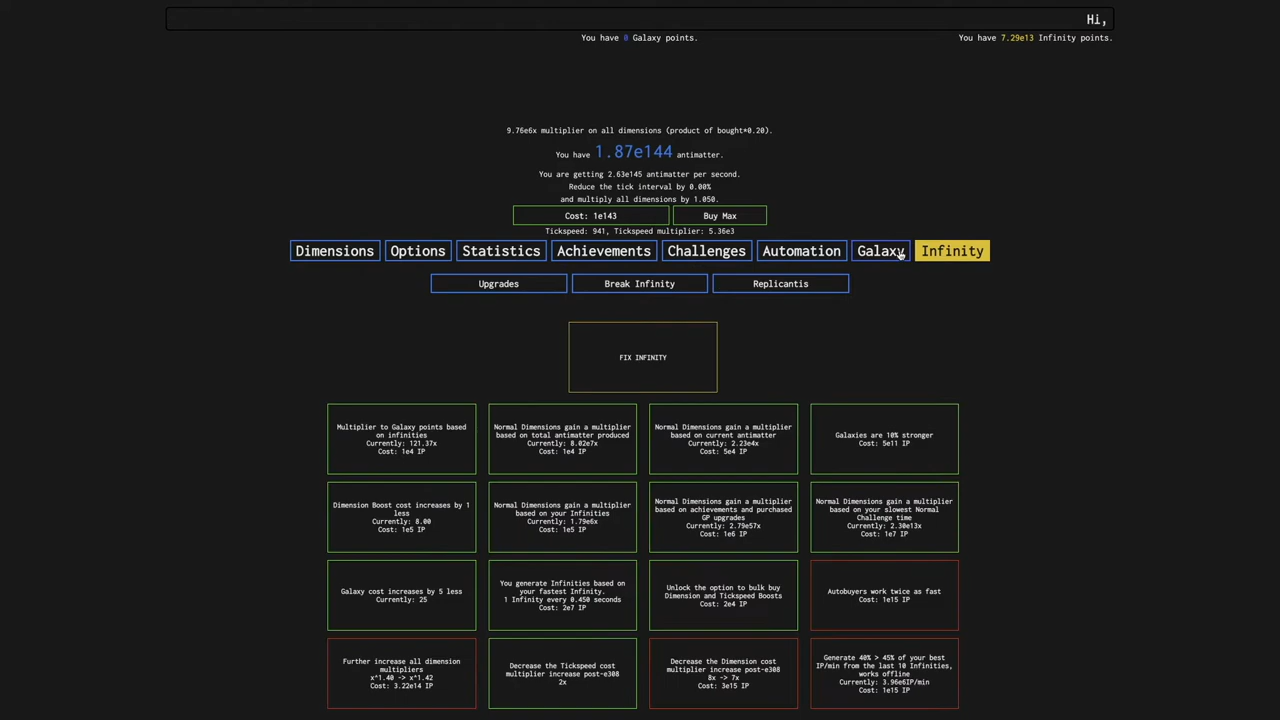 Hi,
You have 0 Galaxy points.
You have 7.29e13 Infinity points.
9.76e6x multiplier on all dimensions (product of bought*0.20).
You have 1.87e144 antimatter.
You are getting 2.63e145 antimatter per second.
Reduce the tick interval by 0.00%
and multiply all dimensions by 1.050.
Cost: 1e143
Buy Max
Tickspeed: 941, Tickspeed multiplier: 5.36e3
Dimensions
Options
Statistics
Achievements
Challenges
Automation
Galaxy
Infinity
Upgrades
Break Infinity
Replicantis
FIX INFINITY
Multiplier to Galaxy points based
on infinities
Currently: 121.37x
Cost: 1e4 IP
Normal Dimensions gain a multiplier
based on total antimatter produced
Currently: 8.02e7x
Cost: 1e4 IP
Normal Dimensions gain a multiplier
based on current antimatter
Currently: 2.23e4x
Cost: 5e4 IP
Galaxies are 10% stronger
Cost: 5e11 IP
Dimension Boost cost increases by 1
less
Currently: 8.00
Cost: 1e5 IP
Normal Dimensions gain a multiplier
based on your Infinities
Currently: 1.79e6x
Cost: 1e5 IP
Normal Dimensions gain a multiplier
based on achievements and purchased
GP upgrades
Currently: 2.79e57x
Cost: 1e6 IP
Normal Dimensions gain a multiplier
based on your slowest Normal
Challenge time
Currently: 2.30e13x
Cost: 1e7 IP
Galaxy cost increases by 5 less
Currently: 25
You generate Infinities based on
your fastest Infinity.
1 Infinity every 0.450 seconds
Cost: 2e7 IP
Unlock the option to bulk buy
Dimension and Tickspeed Boosts
Cost: 2e4 IP
Autobuyers work twice as fast
Cost: 1e15 IP
Further increase all dimension
multipliers
x^1.40 -> x^1.42
Cost: 3.22e14 IP
Decrease the Tickspeed cost
multiplier increase post-e308
2x
Decrease the Dimension cost
multiplier increase post-e308
8x -> 7x
Cost: 3e15 IP
Generate 40% > 45% of your best
IP/min from the last 10 Infinities,
works offline
Currently: 3.96e6IP/min
Cost: 1e15 IP